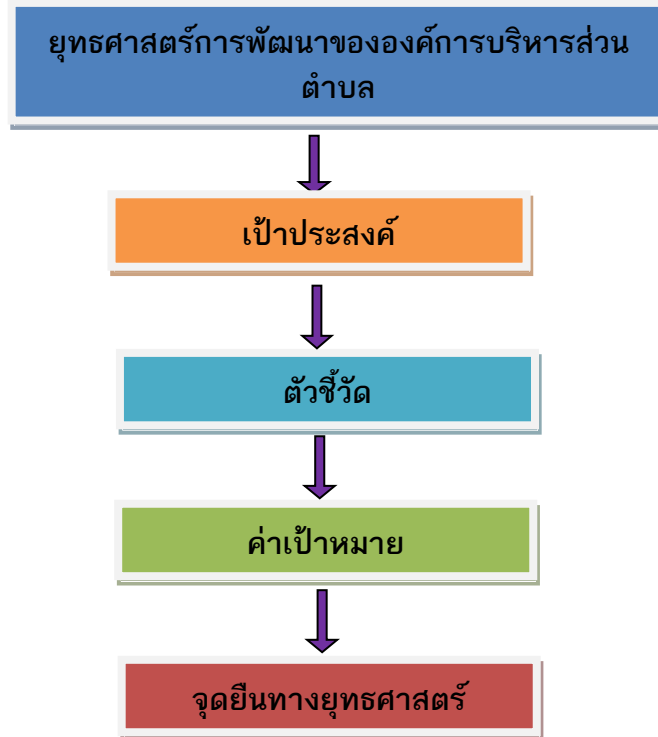 ยุทธศาสตร์การพัฒนาขององค์การบริหารส่วน
ตำบล
เป้าประสงค์
ตัวชี้วัด
ค่าเป้าหมาย
จุดยืนทางยุทธศาสตร์